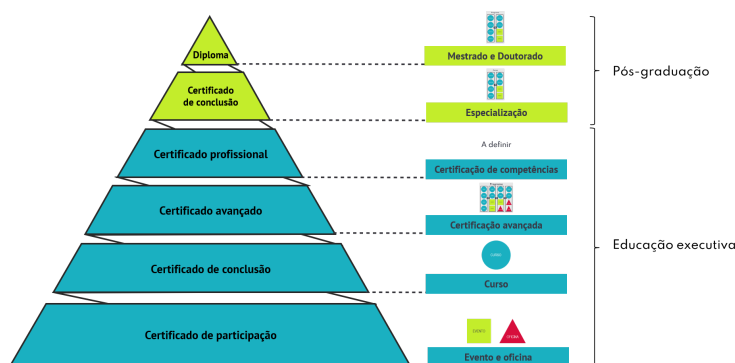 Diploma
Mestrado e Doutorado
Pós-graduação
Certificado
de conclusão
Especialização
Certificado profissional
A definir
Certificação de competências
Certificado avançado
Certificação avançada
Educação executiva
Certificado de conclusão
Curso
Certificado de participação
Evento e oficina